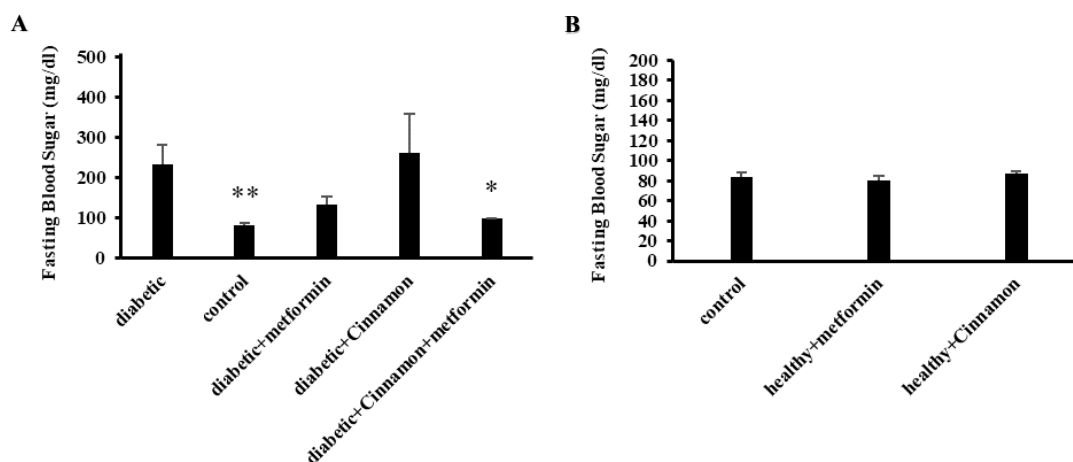 A
Fasting Blood Sugar (mg/dl)
500
400
300
200
100
0
**
*
diabetic
control
diabetic+metformin
diabetic+Cinnamon
diabetic+Cinnamon+metformin
B
Fasting Blood Sugar (mg/dl)
200
180
160
140
120
100
80
60
40
20
0
control
healthy+metformin
healthy+Cinnamon